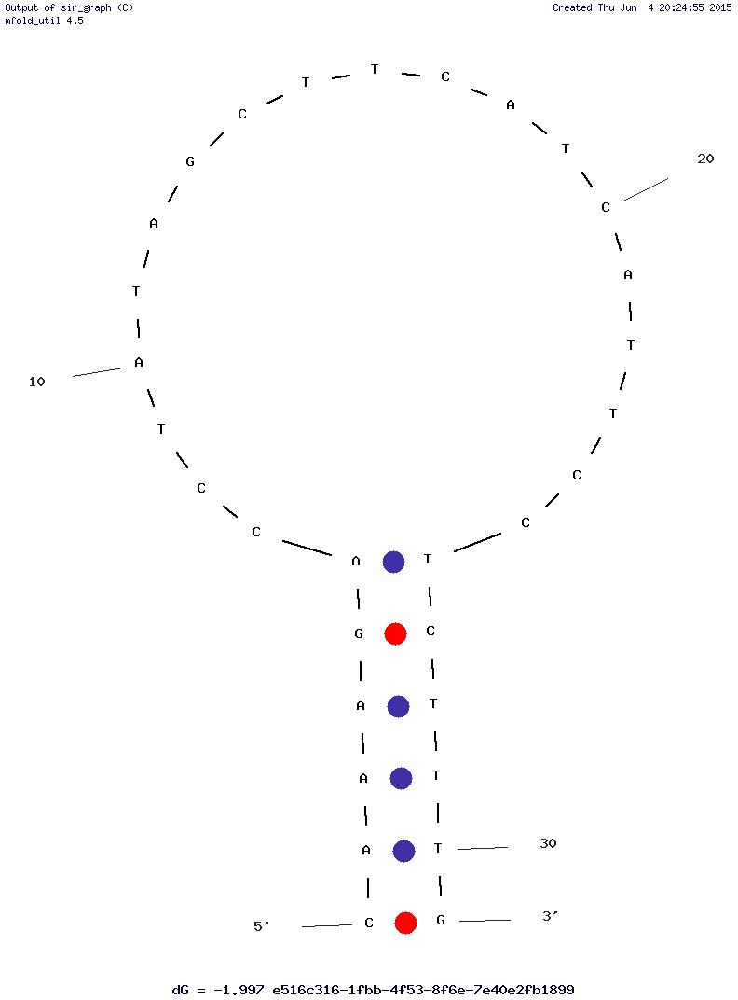 Output of sir_graph (C)
mfold_util 4.5
Created Thu Jun  4 20:24:55 2015
T
T
C
C
A
G
T
20
A
C
T
A
10
A
T
T
T
C
C
C
C
A
T
G
C
A
T
A
T
A
T
30
5'
C
G
3'
dG = -1.997 e516c316-1fbb-4f53-8f6e-7e40e2fb1899